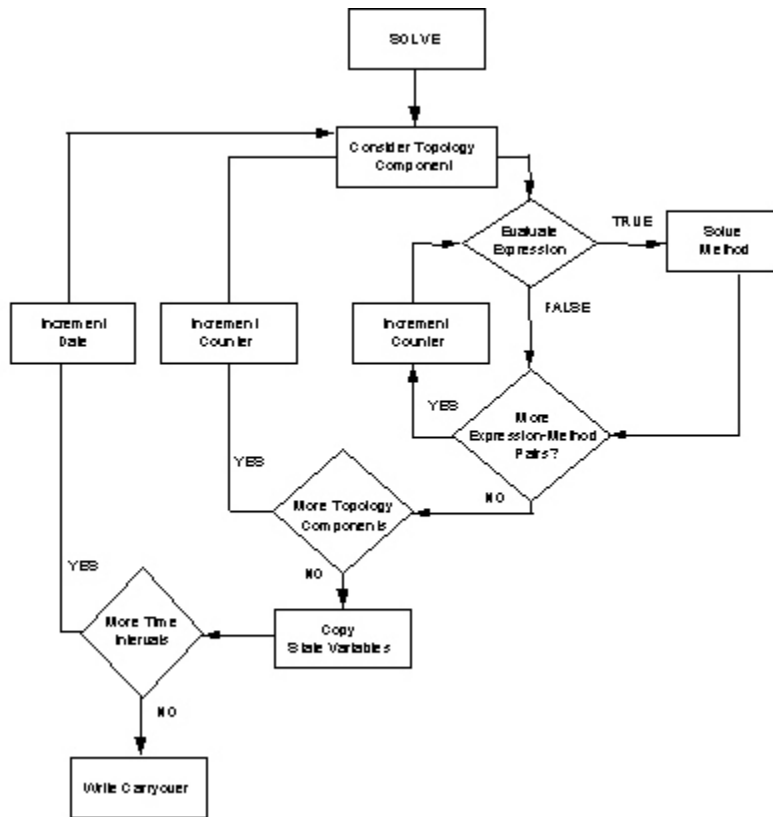 SOLVE
Consider Topology
Component
Evaluate
Expression
TRUE
Solve
Method
FALSE
Increment
Date
Increment
Counter
Increment
Counter
YES
More
Expression-Method
Pairs?
YES
NO
More Topology
Components
YES
NO
More Time
Intervals
Copy
State Variables
NO
Write Carryover